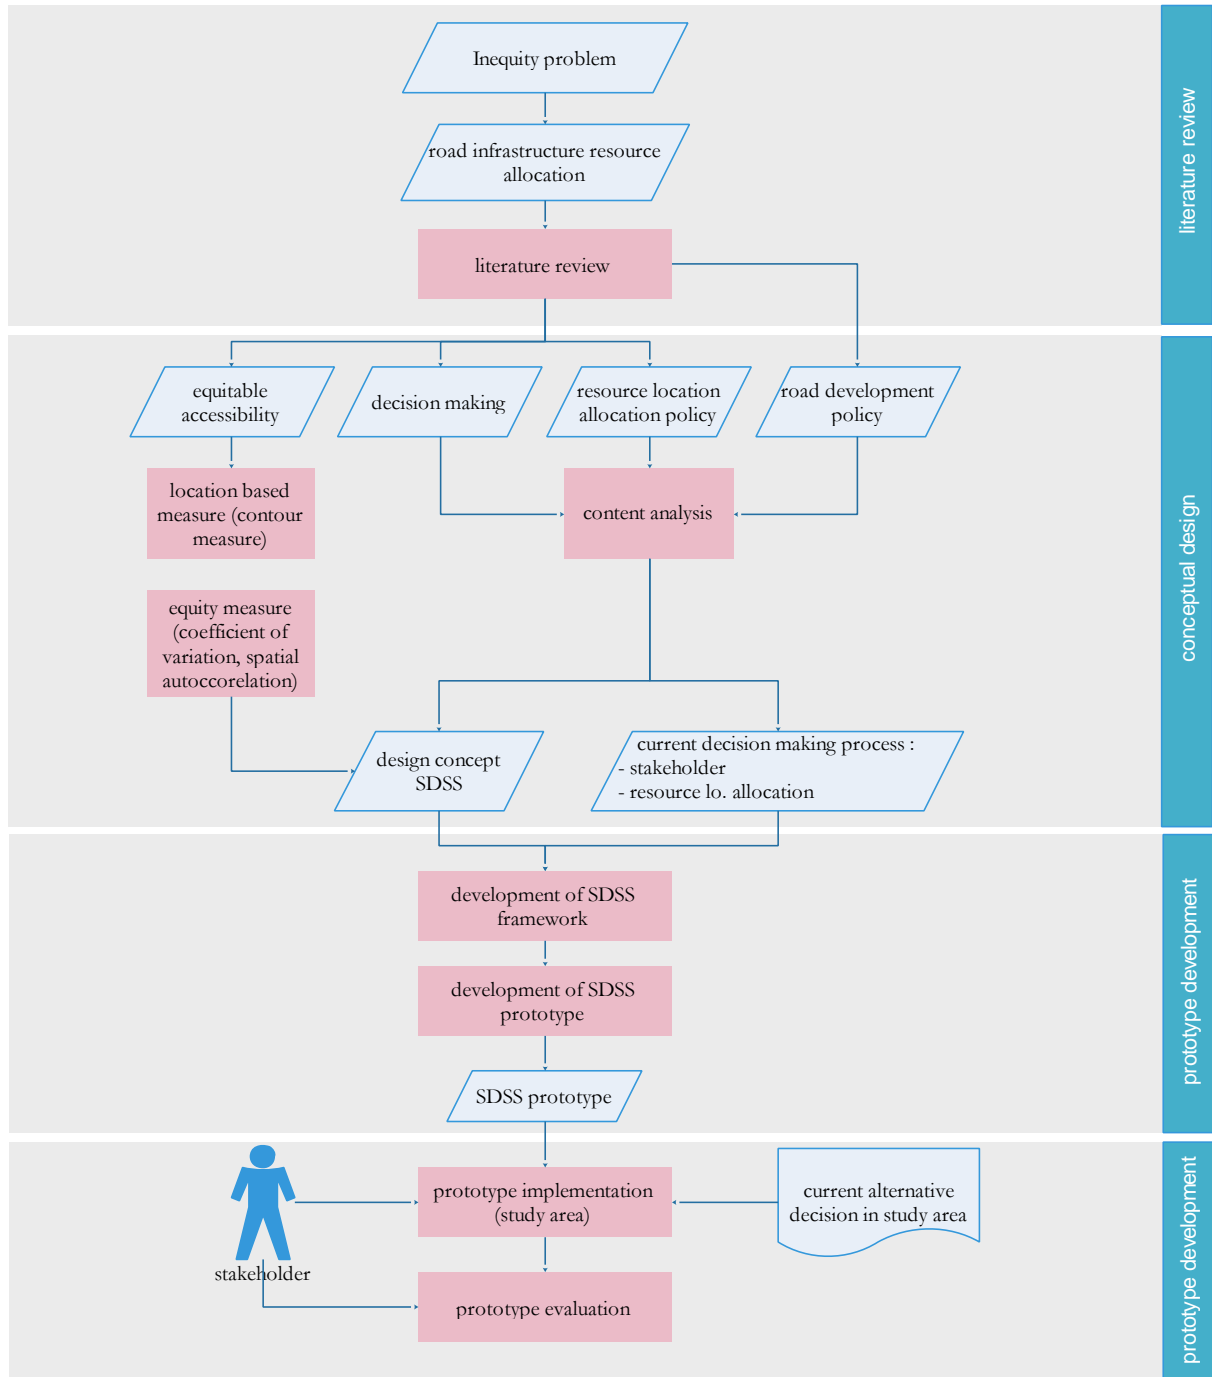 Inequity problem
road infrastructure resource
allocation
literature review
literature review
equitable
accessibility
decision making
resource location
allocation policy
road development
policy
location based
measure (contour
measure)
content analysis
equity measure
(coefficient of
variation, spatial
autoccorelation)
design concept
SDSS
current decision making process :
- stakeholder
- resource lo. allocation
conceptual design
development of SDSS
framework
development of SDSS
prototype
SDSS prototype
prototype development
stakeholder
prototype implementation
(study area)
current alternative
decision in study area
prototype evaluation
prototype development